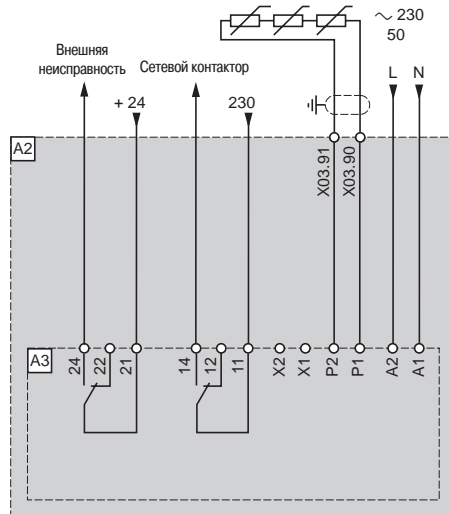 ∼ 230
50
Внешняя
неисправность
Сетевой контактор
+ 24
230
L
N
A2
X03.91
X03.90
A3
24
22
21
14
12
11
X2
X1
P2
P1
A2
A1